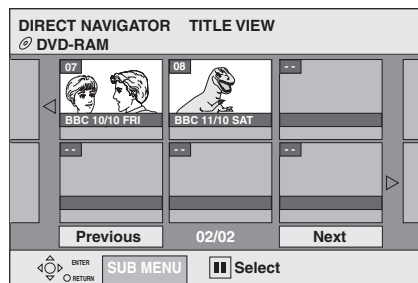 DIRECT NAVIGATOR TITLE VIEW
DVD-RAM
07
08
- -
BBC 10/10 FRI
BBC 11/10 SAT
- -
- -
- -
Previous
02/02
Next
ENTER
RETURN
SUB MENU
Select